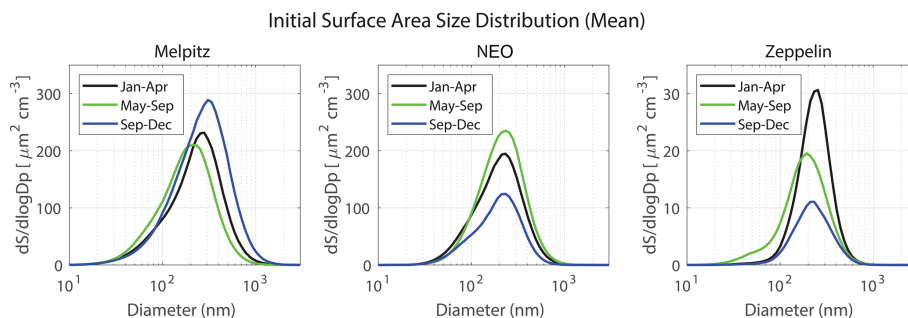 Initial Surface Area Size Distribution (Mean)
Melpitz
dS/dlogDp [ μm² cm⁻³]
300
200
100
0
Jan-Apr
May-Sep
Sep-Dec
10¹ 10² 10³
Diameter (nm)
NEO
dS/dlogDp [ μm² cm⁻³]
300
200
100
0
Jan-Apr
May-Sep
Sep-Dec
10¹ 10² 10³
Diameter (nm)
Zeppelin
dS/dlogDp [ μm² cm⁻³]
30
20
10
0
Jan-Apr
May-Sep
Sep-Dec
10¹ 10² 10³
Diameter (nm)